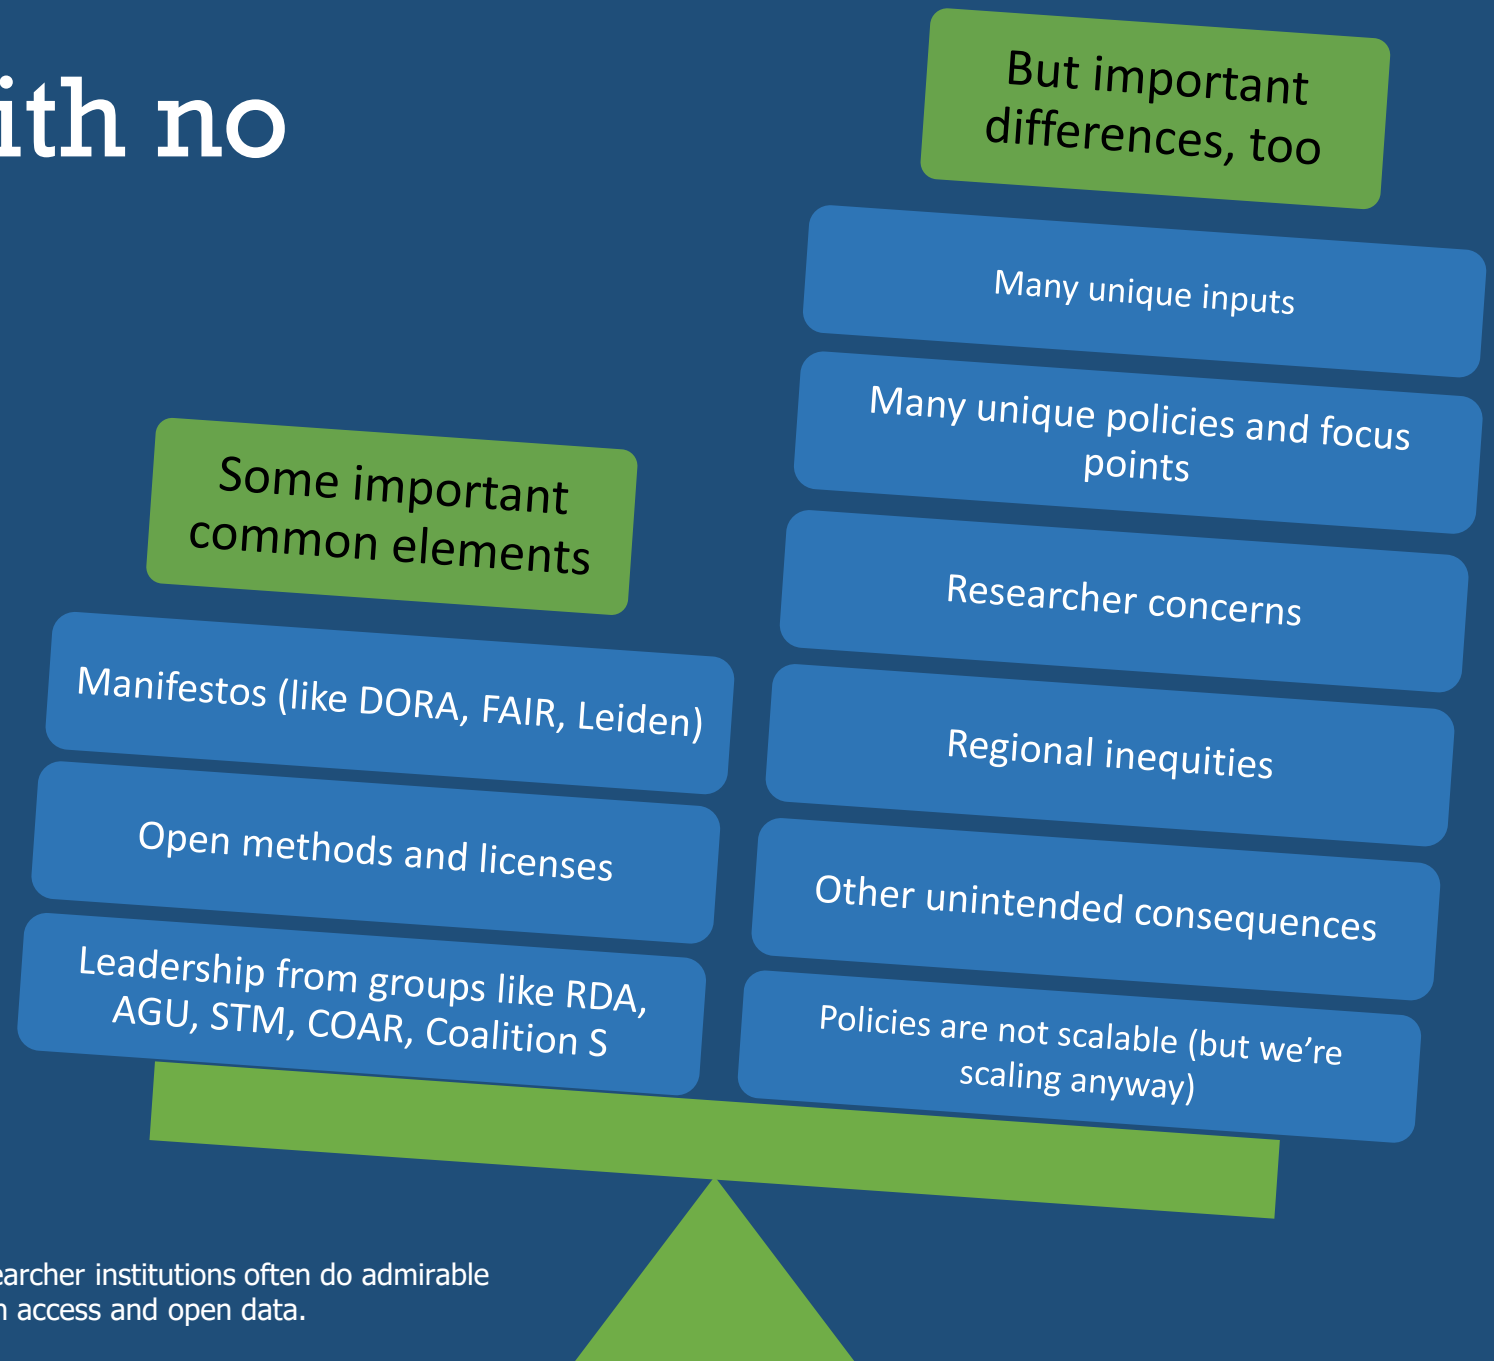 ith no
Some important
common elements
Manifestos (like DORA, FAIR, Leiden)
Open methods and licenses
Leadership from groups like RDA,
AGU, STM, COAR, Coalition S
But important
differences, too
Many unique inputs
Many unique policies and focus
points
Researcher concerns
Regional inequities
Other unintended consequences
Policies are not scalable (but we’re
scaling anyway)
earcher institutions often do admirable
n access and open data.